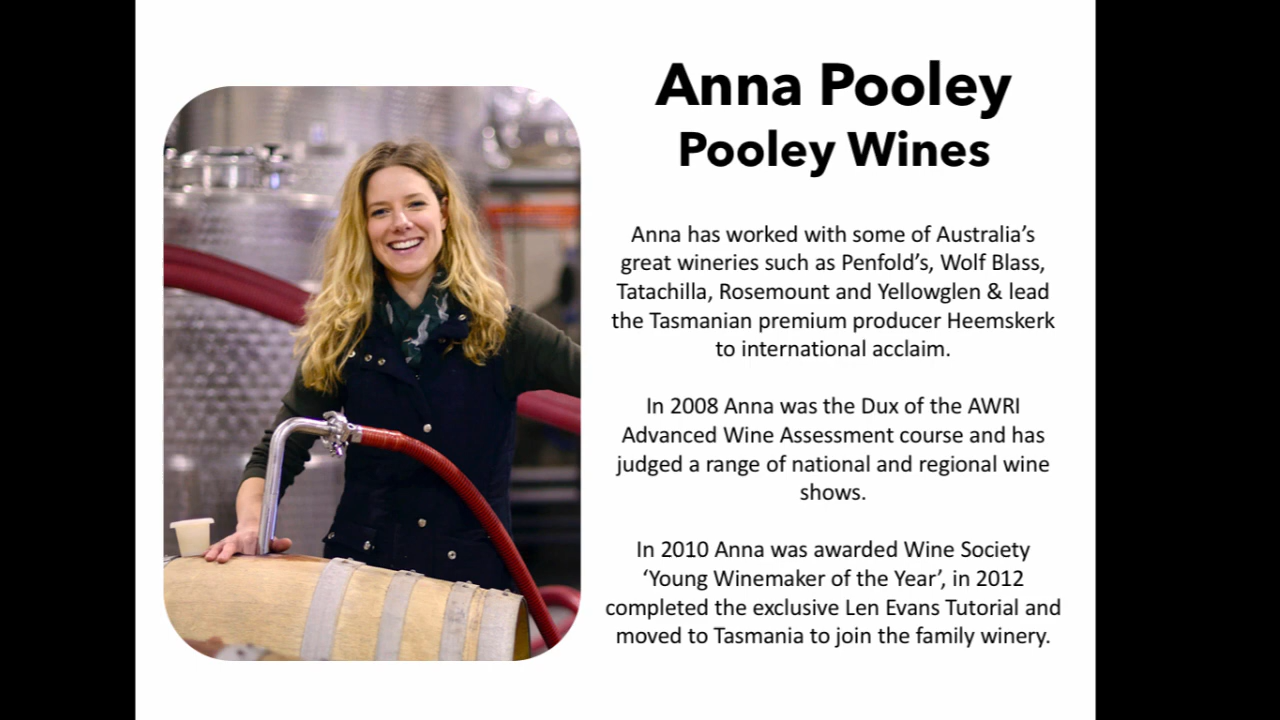 Anna Pooley
Pooley Wines
Anna has worked with some of Australia’s
great wineries such as Penfold’s, Wolf Blass,
Tatachilla, Rosemount and Yellowglen & lead
the Tasmanian premium producer Heemskerk
to international acclaim.
In 2008 Anna was the Dux of the AWRI
Advanced Wine Assessment course and has
judged a range of national and regional wine
shows.
In 2010 Anna was awarded Wine Society
‘Young Winemaker of the Year’, in 2012
completed the exclusive Len Evans Tutorial and
moved to Tasmania to join the family winery.